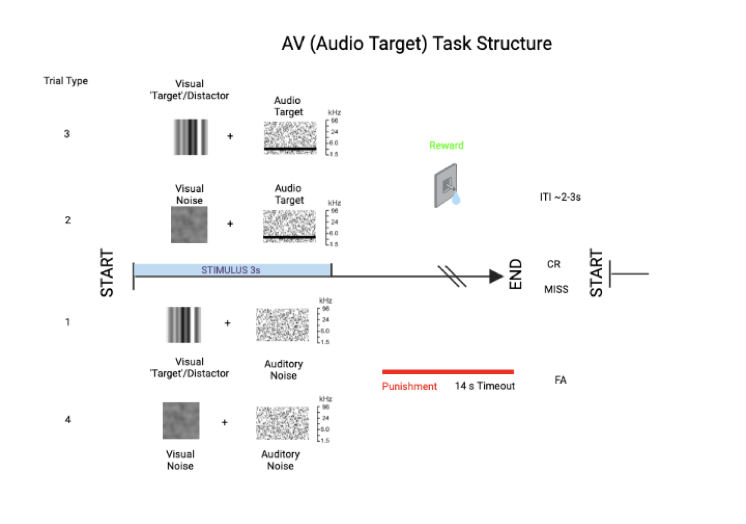 AV (Audio Target) Task Structure
Trial Type
Visual
'Target'/Distactor
Audio
Target
kHz
96
24
6.0
1.5
3
+
Reward
Visual
Noise
Audio
Target
kHz
96
24
6.0
1.5
2
+
ITI ~2-3s
START
STIMULUS 3s
END
CR
MISS
START
kHz
96
24
6.0
1.5
1
+
Visual
'Target'/Distactor
Auditory
Noise
Punishment
14 s Timeout
FA
kHz
96
24
6.0
1.5
4
+
Visual
Noise
Auditory
Noise